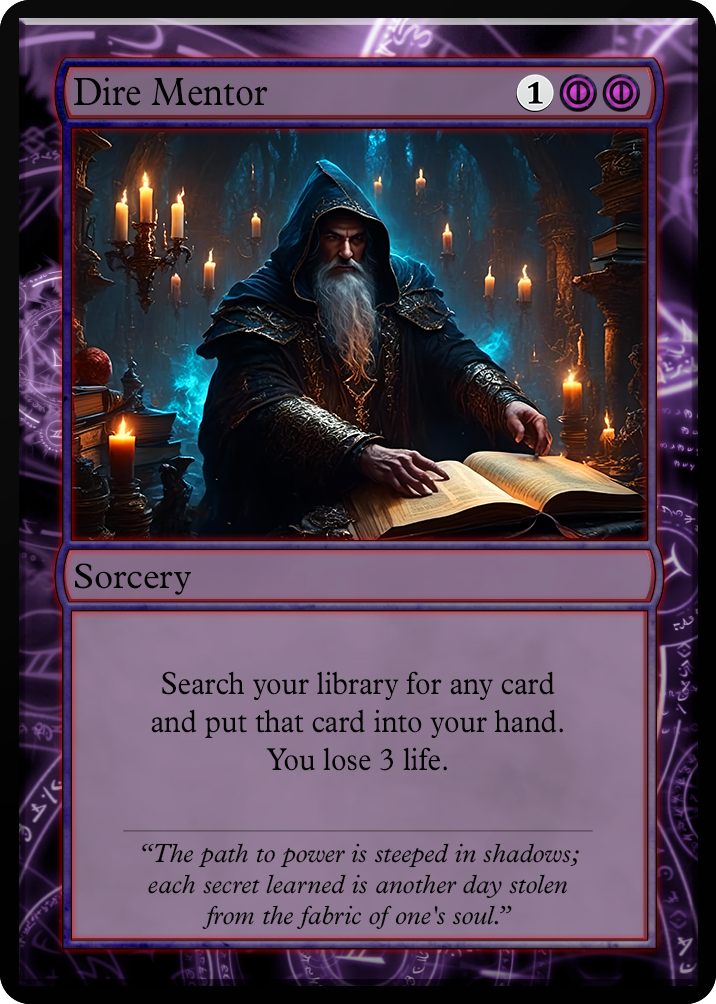 Dire Mentor 1
Sorcery
Search your library for any card
and put that card into your hand.
You lose 3 life.
“The path to power is steeped in shadows;
each secret learned is another day stolen
from the fabric of one's soul.”